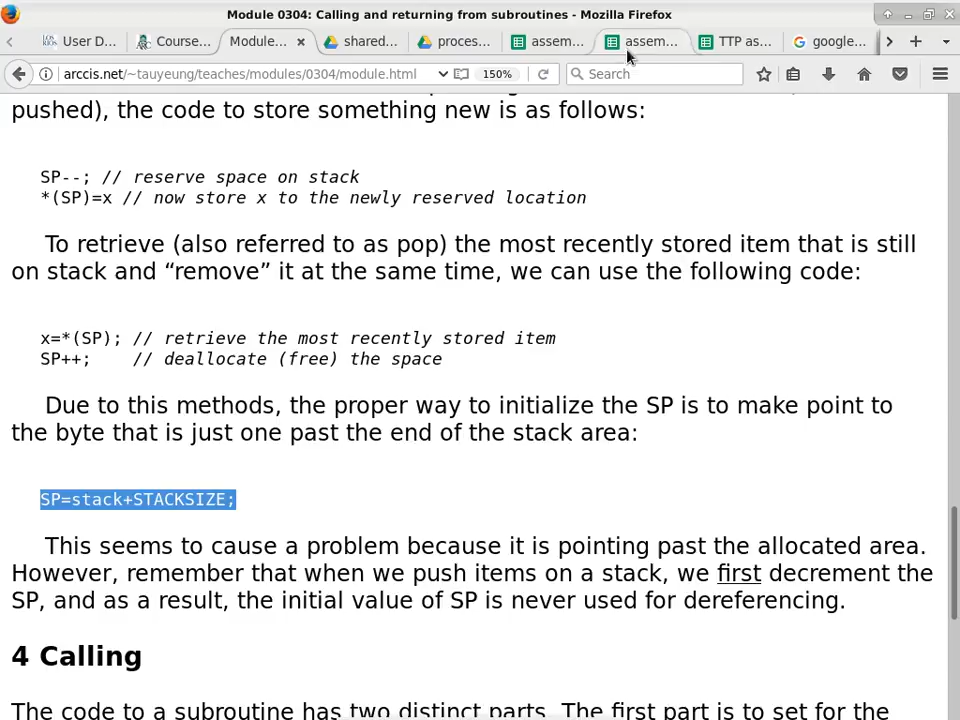 Module 0304: Calling and returning from subroutines - Mozilla Firefox
User D...
Course...
Module...
shared...
proces...
assem...
assem...
TTP as...
google...
arccis.net/~tauyeung/teaches/modules/0304/module.html
150%
Search
pushed), the code to store something new is as follows:
SP--; // reserve space on stack
*(SP)=x // now store x to the newly reserved location
To retrieve (also referred to as pop) the most recently stored item that is still
on stack and “remove” it at the same time, we can use the following code:
x=*(SP); // retrieve the most recently stored item
SP++; // deallocate (free) the space
Due to this methods, the proper way to initialize the SP is to make point to
the byte that is just one past the end of the stack area:
SP=stack+STACKSIZE;
This seems to cause a problem because it is pointing past the allocated area.
However, remember that when we push items on a stack, we first decrement the
SP, and as a result, the initial value of SP is never used for dereferencing.
4 Calling
The code to a subroutine has two distinct parts. The first part is to set for the